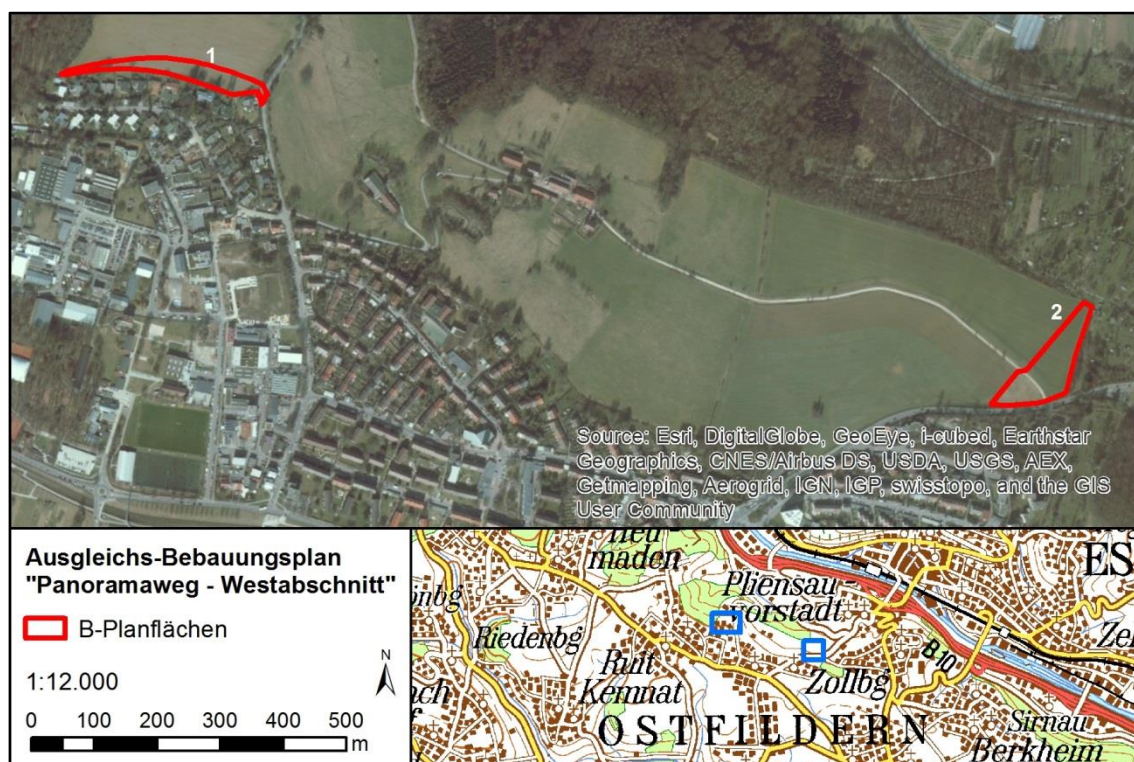 1
2
Source: Esri, DigitalGlobe, GeoEye, i-cubed, Earthstar
Geographics, CNES/Airbus DS, USDA, USGS, AEX,
Getmapping, Aerogrid, IGN, IGP, swisstopo, and the GIS
User Community
Ausgleichs-Bebauungsplan
"Panoramaweg - Westabschnitt"
B-Planflächen
1:12.000
N
0 100 200 300 400 500
m
maden
Pliensau-
vorstadt
ES
Riedenbg
Ruit
Kemnat
Zollbg
B10
OSTFILDERN
Sirnau
Berkheim